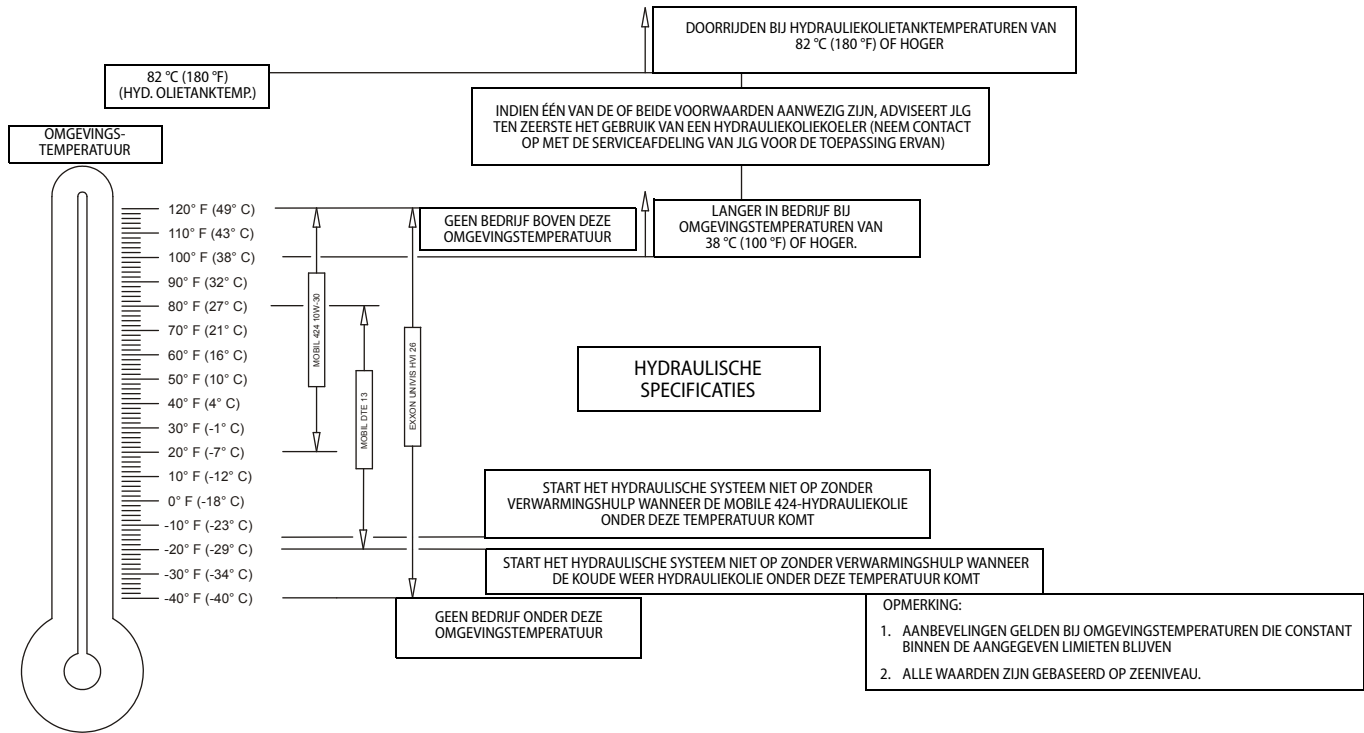 DOORRIJDEN BIJ HYDRAULIEKOLIETANKTEMPERATUREN VAN
82 °C (180 °F) OF HOGER
82 °C (180 °F)
(HYD. OLIETANKTEMP.)
INDIEN ÉÉN VAN DE OF BEIDE VOORWAARDEN AANWEZIG ZIJN, ADVISEERT JLG
TEN ZEERSTE HET GEBRUIK VAN EEN HYDRAULIEKOLIEKOELER (NEEM CONTACT
OP MET DE SERVICEAFDELING VAN JLG VOOR DE TOEPASSING ERVAN)
OMGEVINGS-
TEMPERATUUR
120° F (49° C)
110° F (43° C)
100° F (38° C)
90° F (32° C)
80° F (27° C)
70° F (21° C)
60° F (16° C)
50° F (10° C)
40° F (4° C)
30° F (-1° C)
20° F (-7° C)
10° F (-12° C)
0° F (-18° C)
-10° F (-23° C)
-20° F (-29° C)
-30° F (-34° C)
-40° F (-40° C)
MOBIL 424 10W-30
MOBIL DTE 13
EXXON UNIVIS HVI 26
GEEN BEDRIJF BOVEN DEZE
OMGEVINGSTEMPERATUUR
LANGER IN BEDRIJF BIJ
OMGEVINGSTEMPERATUREN VAN
38 °C (100 °F) OF HOGER.
HYDRAULISCHE
SPECIFICATIES
START HET HYDRAULISCHE SYSTEEM NIET OP ZONDER
VERWARMINGSHULP WANNEER DE MOBILE 424-HYDRAULIEKOLIE
ONDER DEZE TEMPERATUUR KOMT
START HET HYDRAULISCHE SYSTEEM NIET OP ZONDER VERWARMINGSHULP WANNEER
DE KOUDE WEER HYDRAULIEKOLIE ONDER DEZE TEMPERATUUR KOMT
GEEN BEDRIJF ONDER DEZE
OMGEVINGSTEMPERATUUR
OPMERKING:
1. AANBEVELINGEN GELDEN BIJ OMGEVINGSTEMPERATUREN DIE CONSTANT
BINNEN DE AANGEGEVEN LIMIETEN BLIJVEN
2. ALLE WAARDEN ZIJN GEBASEERD OP ZEENIVEAU.